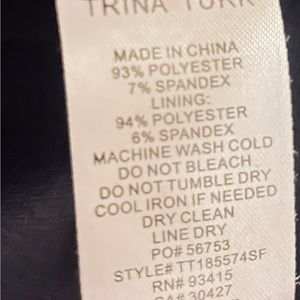 TRINA TURK
MADE IN CHINA
93% POLYESTER
7% SPANDEX
LINING:
94% POLYESTER
6% SPANDEX
MACHINE WASH COLD
DO NOT BLEACH
DO NOT TUMBLE DRY
COOL IRON IF NEEDED
DRY CLEAN
LINE DRY
PO# 56753
STYLE# TT185574SF
RN# 93415
CA# 30427